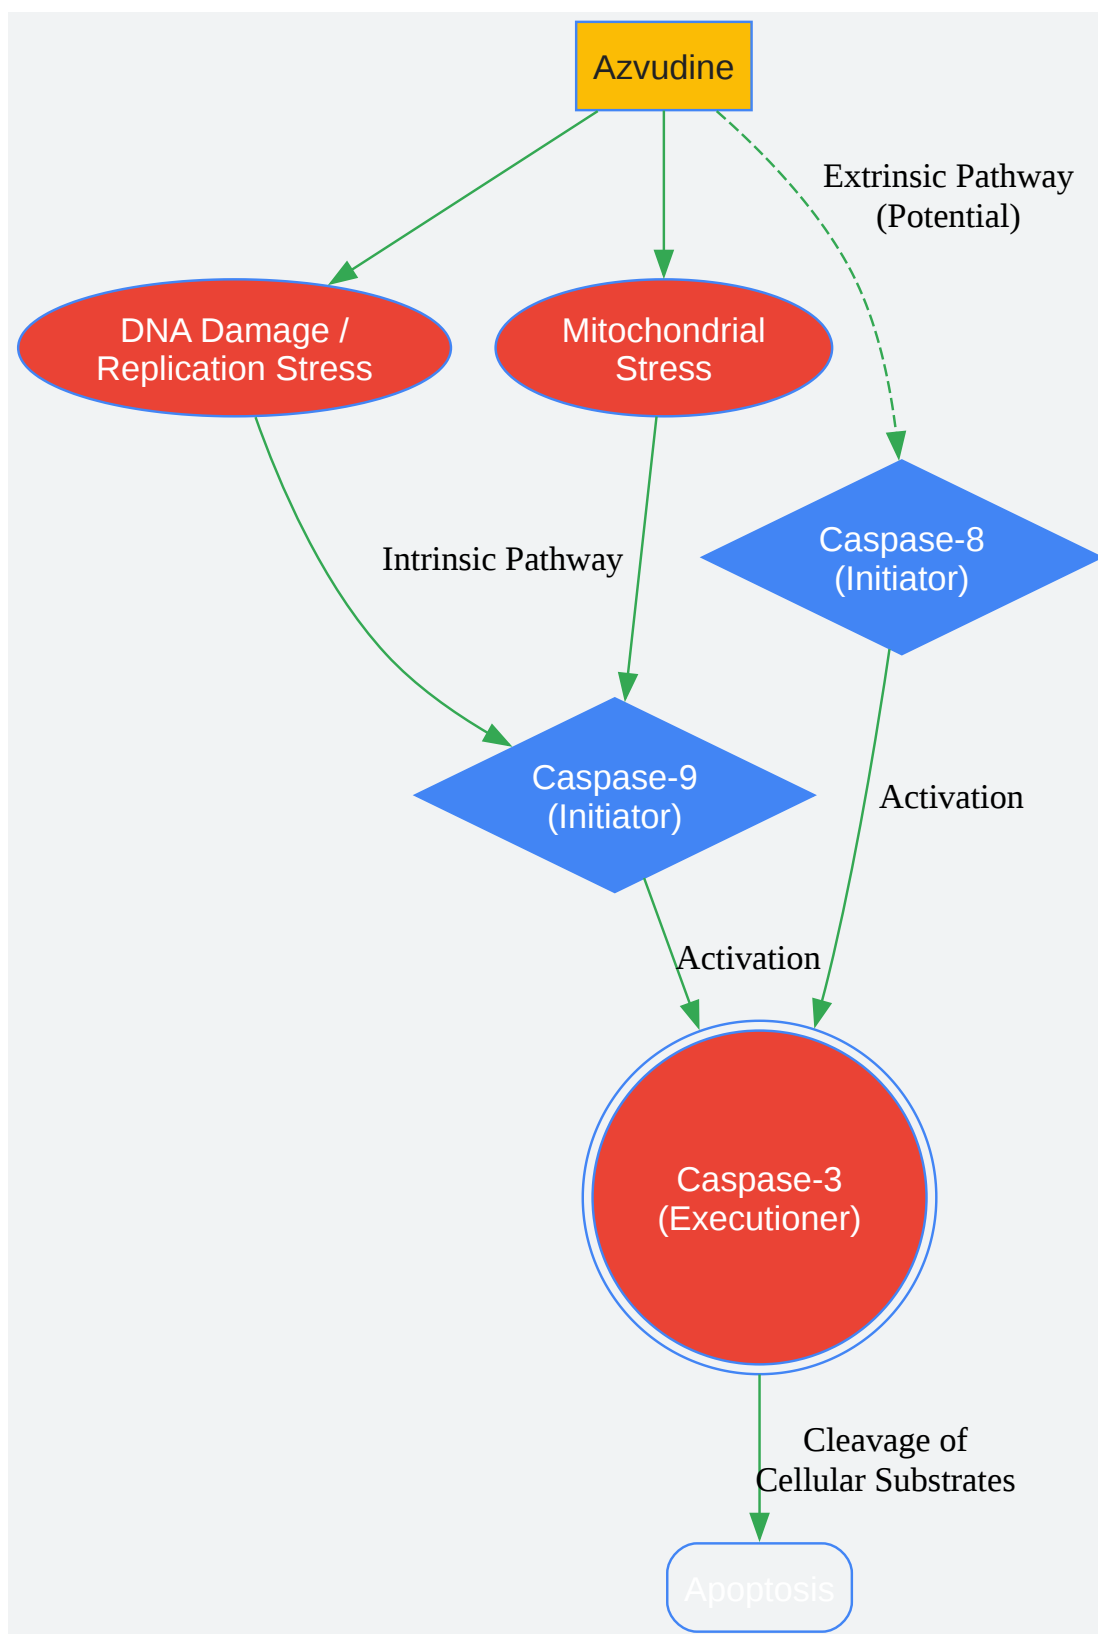 Azvudine
Extrinsic Pathway
(Potential)
DNA Damage /
Replication Stress
Mitochondrial
Stress
Caspase-8
(Initiator)
Intrinsic Pathway
Caspase-9
(Initiator)
Activation
Activation
Caspase-3
(Executioner)
Cleavage of
Cellular Substrates
Apoptosis